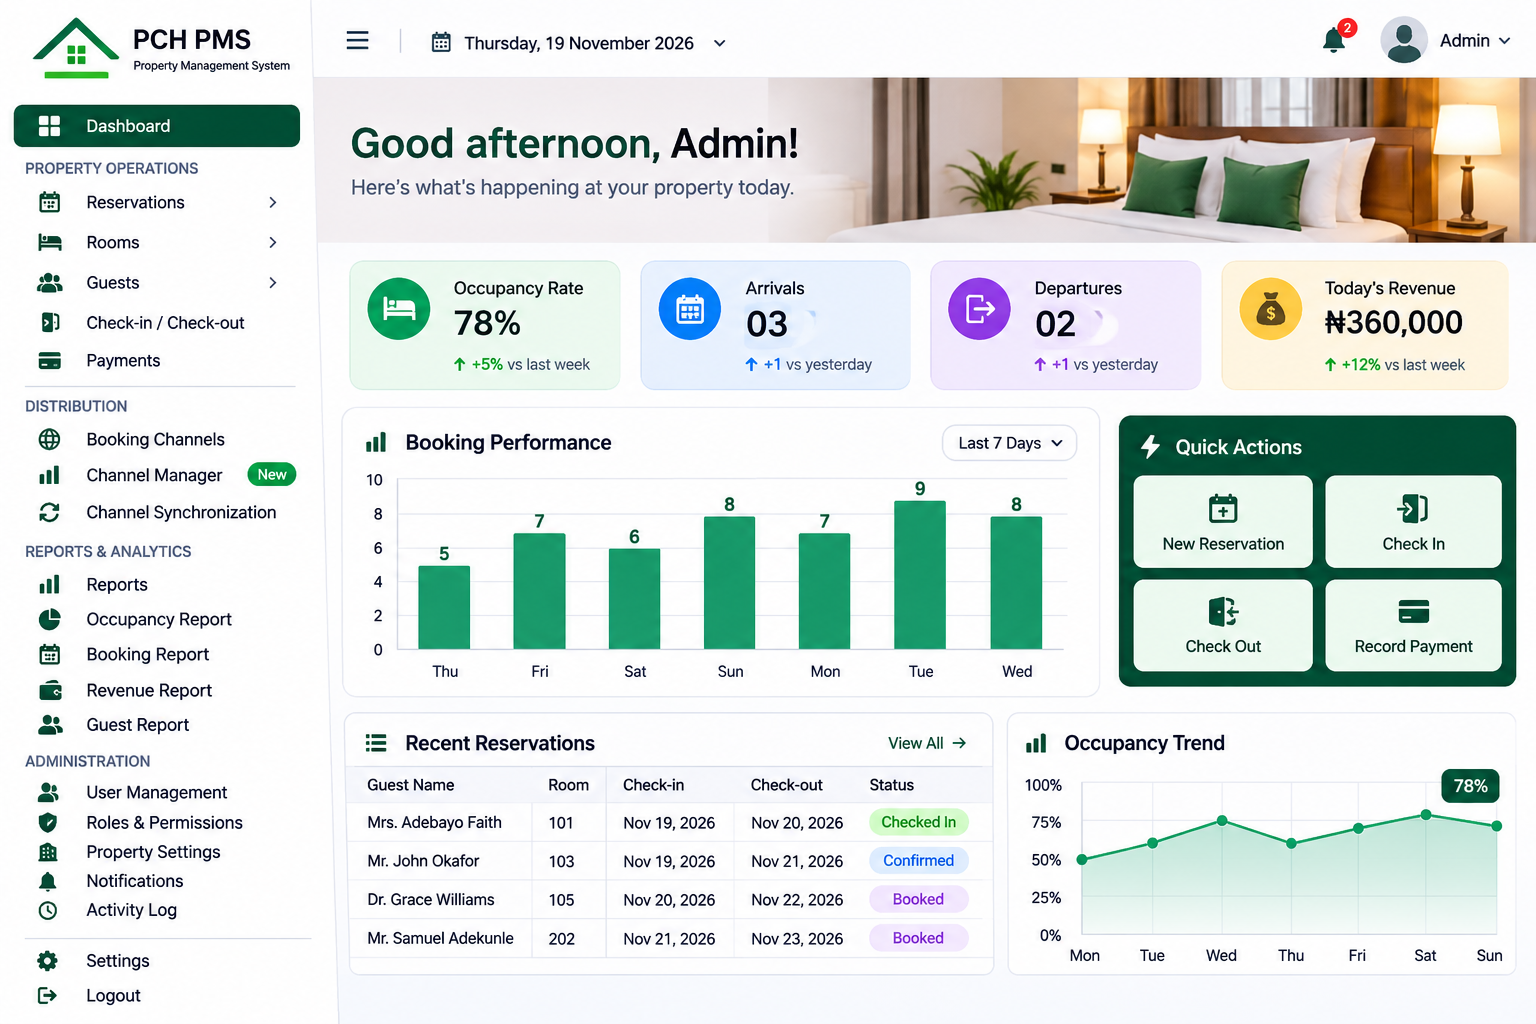 PCH PMS
Property Management System
Dashboard
PROPERTY OPERATIONS
Reservations
Rooms
Guests
Check-in / Check-out
Payments
DISTRIBUTION
Booking Channels
Channel Manager New
Channel Synchronization
REPORTS & ANALYTICS
Reports
Occupancy Report
Booking Report
Revenue Report
Guest Report
ADMINISTRATION
User Management
Roles & Permissions
Property Settings
Notifications
Activity Log
Settings
Logout
Thursday, 19 November 2026
2
Admin
Good afternoon, Admin!
Here's what's happening at your property today.
Occupancy Rate
78%
+5% vs last week
Arrivals
03
+1 vs yesterday
Departures
02
+1 vs yesterday
$
Today's Revenue
₦360,000
+12% vs last week
Booking Performance
Last 7 Days
10
8
6
4
2
0
5
7
6
8
7
9
8
Thu Fri Sat Sun Mon Tue Wed
Quick Actions
New Reservation
Check In
Check Out
Record Payment
Recent Reservations
View All →
Guest Name Room Check-in Check-out Status
Mrs. Adebayo Faith 101 Nov 19, 2026 Nov 20, 2026 Checked In
Mr. John Okafor 103 Nov 19, 2026 Nov 21, 2026 Confirmed
Dr. Grace Williams 105 Nov 20, 2026 Nov 22, 2026 Booked
Mr. Samuel Adekunle 202 Nov 21, 2026 Nov 23, 2026 Booked
Occupancy Trend
78%
100%
75%
50%
25%
0%
Mon Tue Wed Thu Fri Sat Sun